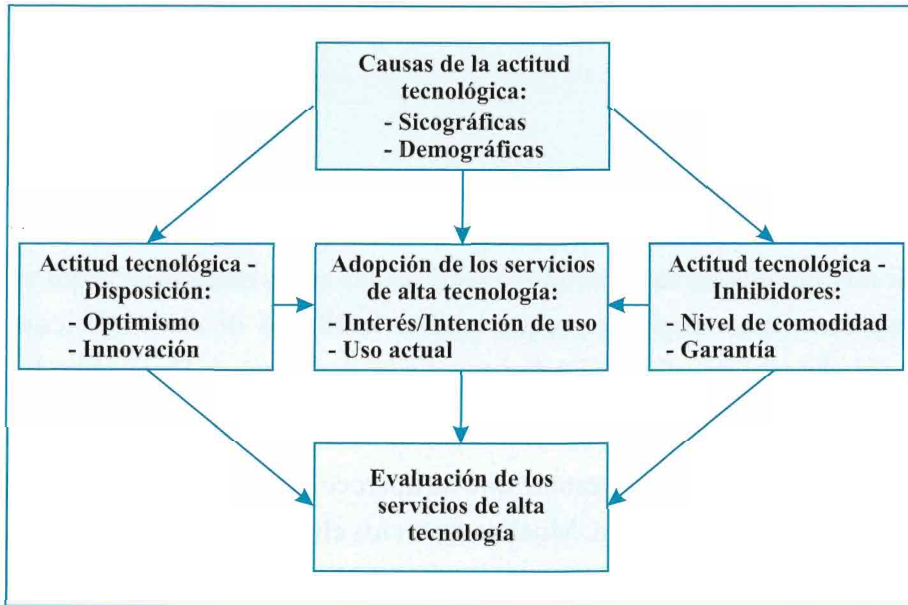 Causas de la actitud
tecnológica:
- Sicográficas
- Demográficas
Actitud tecnológica -
Disposición:
- Optimismo
- Innovación
Adopción de los servicios
de alta tecnología:
- Interés/Intención de uso
- Uso actual
Actitud tecnológica -
Inhibidores:
- Nivel de comodidad
- Garantía
Evaluación de los
servicios de alta
tecnología